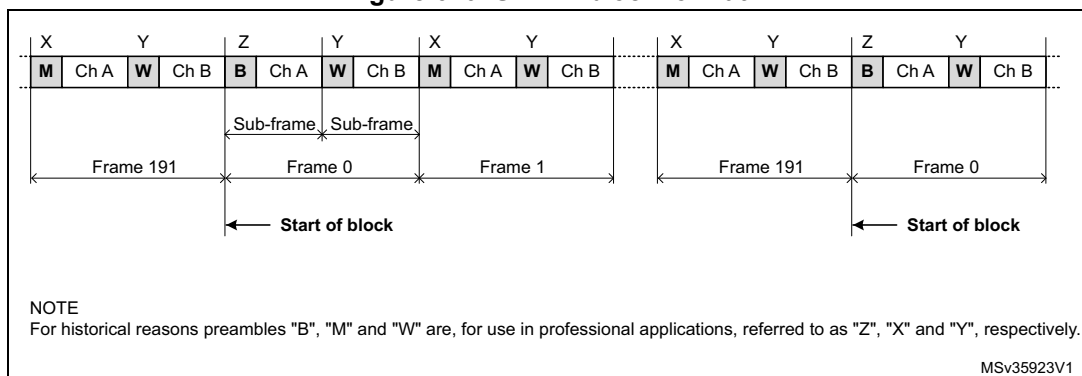 X Y Z Y X Y X Y Z Y
M Ch A W Ch B B Ch A W Ch B M Ch A W Ch B M Ch A W Ch B B Ch A W Ch B
Sub-frame Sub-frame
Frame 191 Frame 0 Frame 1 Frame 191 Frame 0
Start of block Start of block
NOTE
For historical reasons preambles "B", "M" and "W" are, for use in professional applications, referred to as "Z", "X" and "Y", respectively.
MSv35923V1